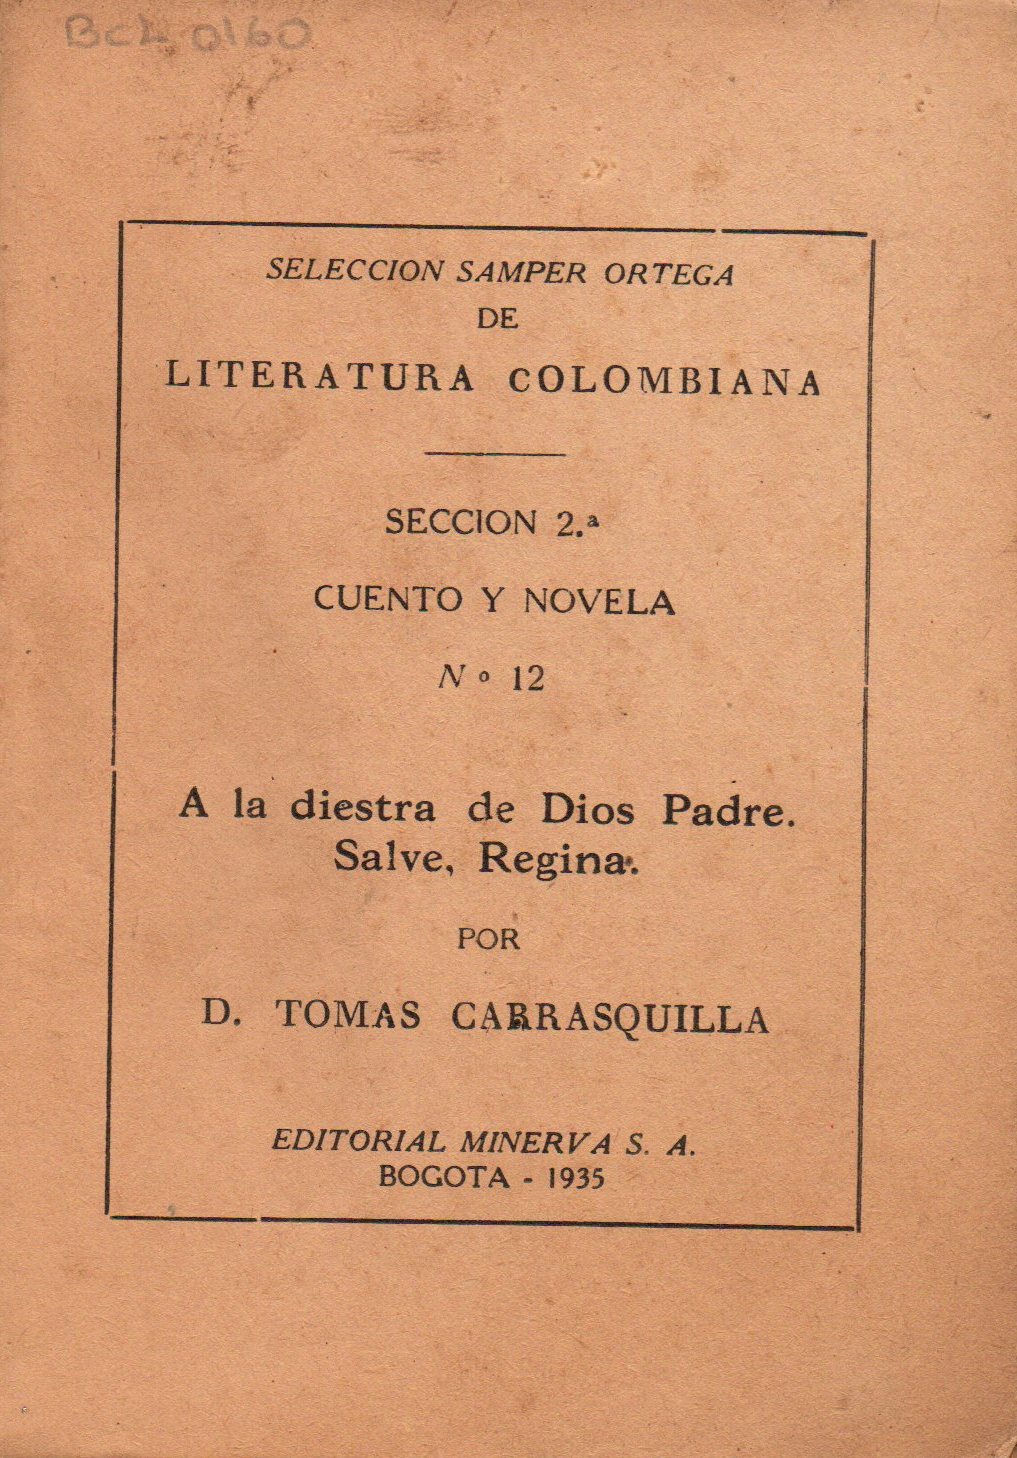 BCL 0160
SELECCION SAMPER ORTEGA
DE
LITERATURA COLOMBIANA
SECCION 2.ª
CUENTO Y NOVELA
Nº 12
A la diestra de Dios Padre.
Salve, Regina.
POR
D. TOMAS CARRASQUILLA
EDITORIAL MINERVA S. A.
BOGOTA - 1935